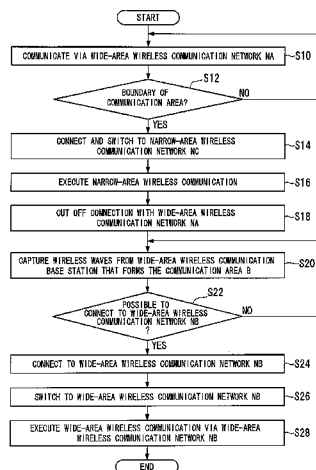 START
COMMUNICATE VIA WIDE-AREA WIRELESS COMMUNICATION NETWORK NA
S10
S12
BOUNDARY OF
COMMUNICATION AREA?
NO
YES
CONNECT AND SWITCH TO NARROW-AREA WIRELESS
COMMUNICATION NETWORK NC
S14
EXECUTE NARROW-AREA WIRELESS COMMUNICATION
S16
CUT OFF CONNECTION WITH WIDE-AREA WIRELESS
COMMUNICATION NETWORK NA
S18
CAPTURE WIRELESS WAVES FROM WIDE-AREA WIRELESS COMMUNICATION
BASE STATION THAT FORMS THE COMMUNICATION AREA B
S20
S22
POSSIBLE TO
CONNECT TO WIDE-AREA WIRELESS
COMMUNICATION NETWORK NB
?
NO
YES
CONNECT TO WIDE-AREA WIRELESS COMMUNICATION NETWORK NB
S24
SWITCH TO WIDE-AREA WIRELESS COMMUNICATION NETWORK NB
S26
EXECUTE WIDE-AREA WIRELESS COMMUNICATION VIA WIDE-AREA
WIRELESS COMMUNICATION NETWORK NB
S28
END